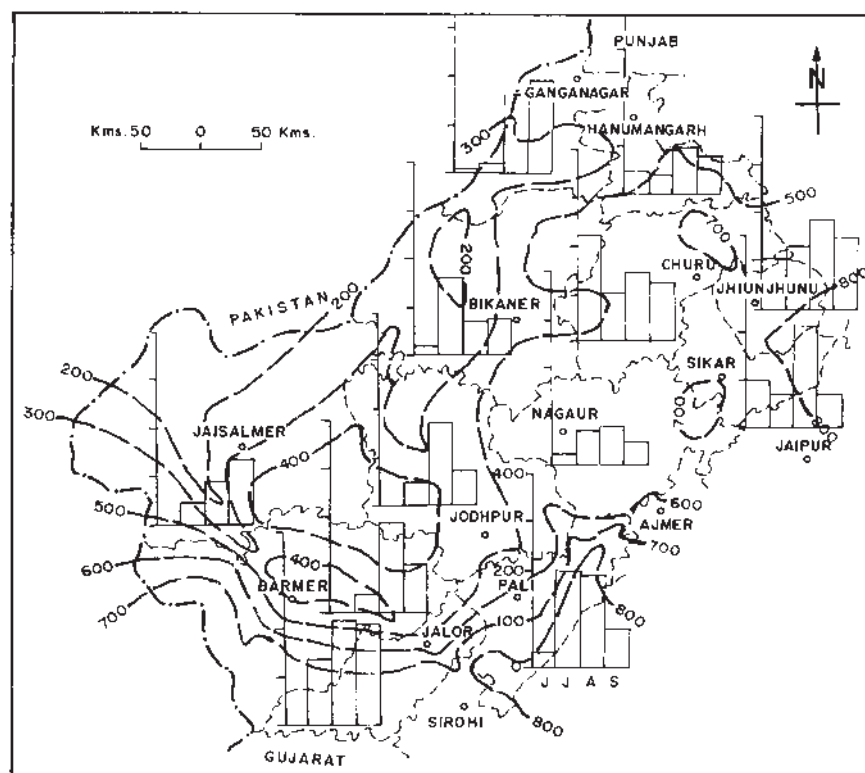 PUNJAB
N
GANGANAGAR
Kms. 50 0 50 Kms.
300
HANUMANGARH
500
700
200
CHURU
800
JHIUNJHUNU
PAKISTAN
200
BIKANER
200
SIKAR
300
700
NAGAUR
JAISALMER
800
JAIPUR
400
400
500
600
JODHPUR
AJMER
700
600
200
400
BARMER
PALI
700
100
800
JALOR
J J A S
800
SIROHI
GUJARAT